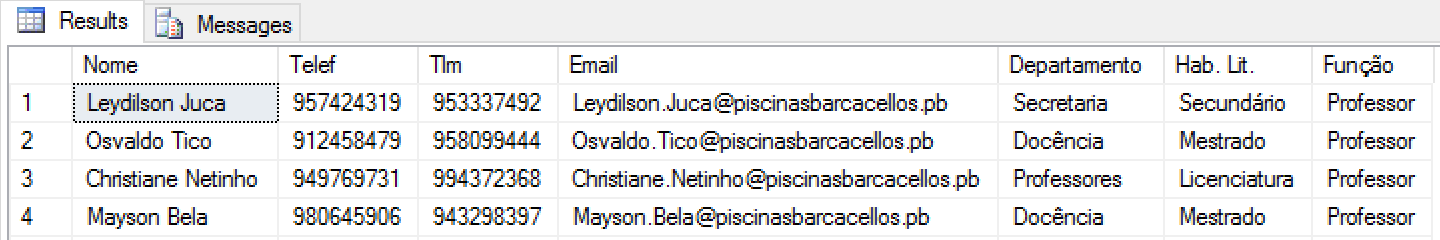 Results Messages
Nome Telef Tlm Email Departamento Hab. Lit. Função
1 Leydilson Juca 957424319 953337492 Leydilson.Juca@piscinasbarcacellos.pb Secretaria Secundário Professor
2 Osvaldo Tico 912458479 958099444 Osvaldo.Tico@piscinasbarcacellos.pb Docência Mestrado Professor
3 Christiane Netinho 949769731 994372368 Christiane.Netinho@piscinasbarcacellos.pb Professores Licenciatura Professor
4 Mayson Bela 980645906 943298397 Mayson.Bela@piscinasbarcacellos.pb Docência Mestrado Professor